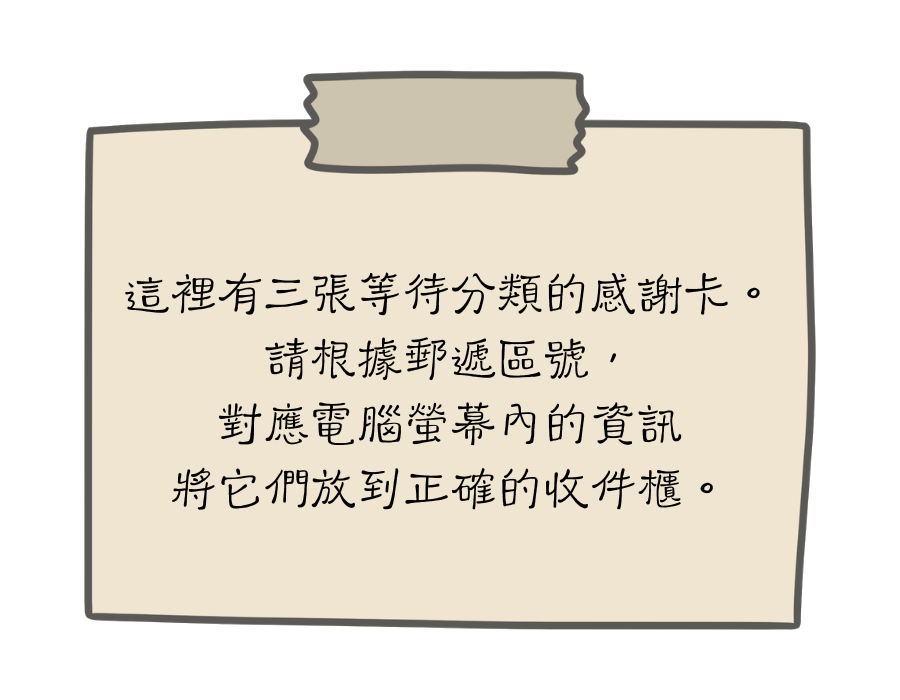 這裡有三張等待分類的感謝卡。
請根據郵遞區號，
對應電腦螢幕內的資訊
將它們放到正確的收件櫃。